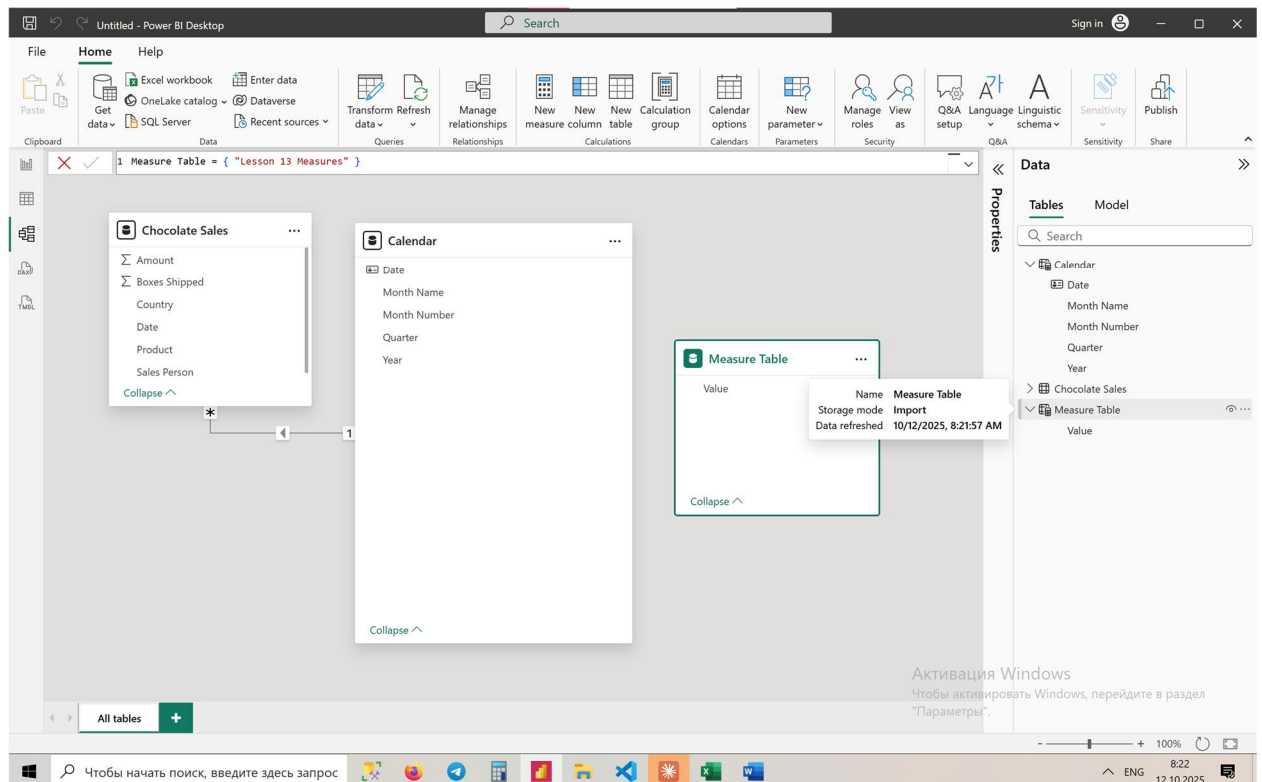 Untitled - Power BI Desktop
Search
Sign in
File Home Help
Paste
Clipboard
Get data
Excel workbook
OneLake catalog
SQL Server
Enter data
Dataverse
Recent sources
Data
Transform data
Refresh
Queries
Manage relationships
Relationships
New measure
New column
New table
Calculation group
Calculations
Calendar options
Calendars
New parameter
Parameters
Manage roles
View as
Security
Q&A setup
Language
Linguistic schema
Q&A
Sensitivity
Sensitivity
Publish
Share
1 Measure Table = { "Lesson 13 Measures" }
DAX
TMDL
Chocolate Sales
Amount
Boxes Shipped
Country
Date
Product
Sales Person
Collapse
*
1
Calendar
Date
Month Name
Month Number
Quarter
Year
Collapse
Measure Table
Value
Collapse
Name Measure Table
Storage mode Import
Data refreshed 10/12/2025, 8:21:57 AM
Properties
Data
Tables Model
Search
Calendar
Date
Month Name
Month Number
Quarter
Year
Chocolate Sales
Measure Table
Value
Активация Windows
Чтобы активировать Windows, перейдите в раздел
"Параметры".
All tables
100%
Чтобы начать поиск, введите здесь запрос
ENG
8:22
12.10.2025